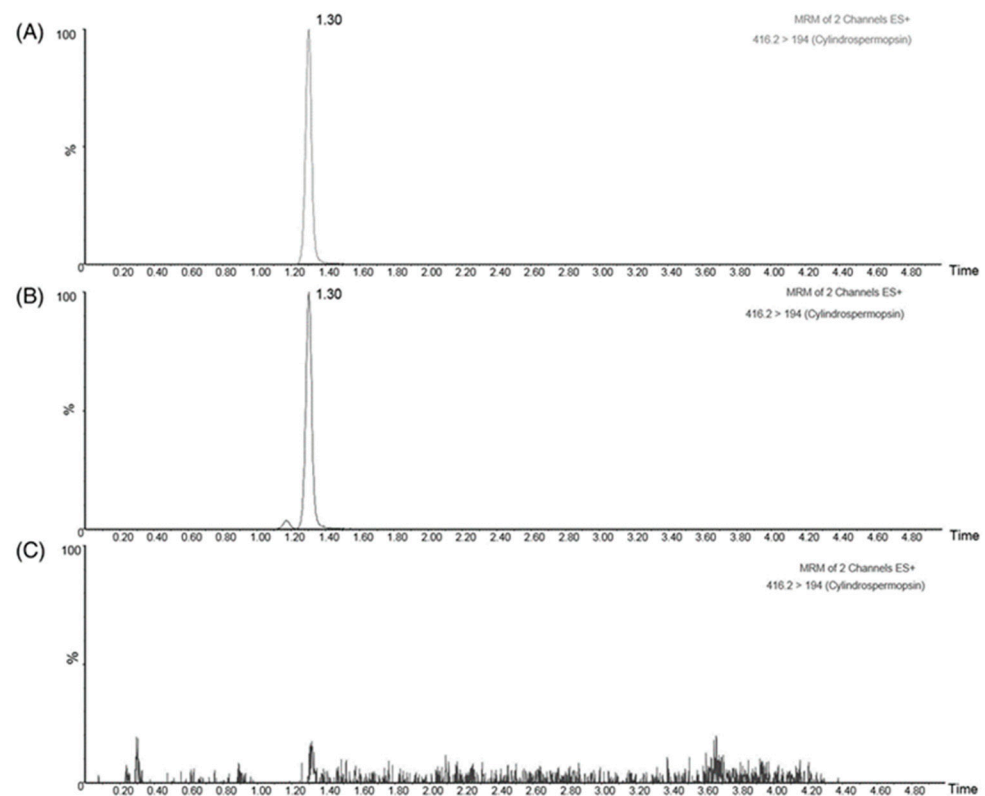 (A)
1.30
MRM of 2 Channels ES+
416.2 > 194 (Cylindrospermopsin)
100
%
0
0.20 0.40 0.60 0.80 1.00 1.20 1.40 1.60 1.80 2.00 2.20 2.40 2.60 2.80 3.00 3.20 3.40 3.60 3.80 4.00 4.20 4.40 4.60 4.80 Time
(B)
1.30
MRM of 2 Channels ES+
416.2 > 194 (Cylindrospermopsin)
100
%
0
0.20 0.40 0.60 0.80 1.00 1.20 1.40 1.60 1.80 2.00 2.20 2.40 2.60 2.80 3.00 3.20 3.40 3.60 3.80 4.00 4.20 4.40 4.60 4.80 Time
(C)
100
MRM of 2 Channels ES+
416.2 > 194 (Cylindrospermopsin)
%
0
0.20 0.40 0.60 0.80 1.00 1.20 1.40 1.60 1.80 2.00 2.20 2.40 2.60 2.80 3.00 3.20 3.40 3.60 3.80 4.00 4.20 4.40 4.60 4.80 Time